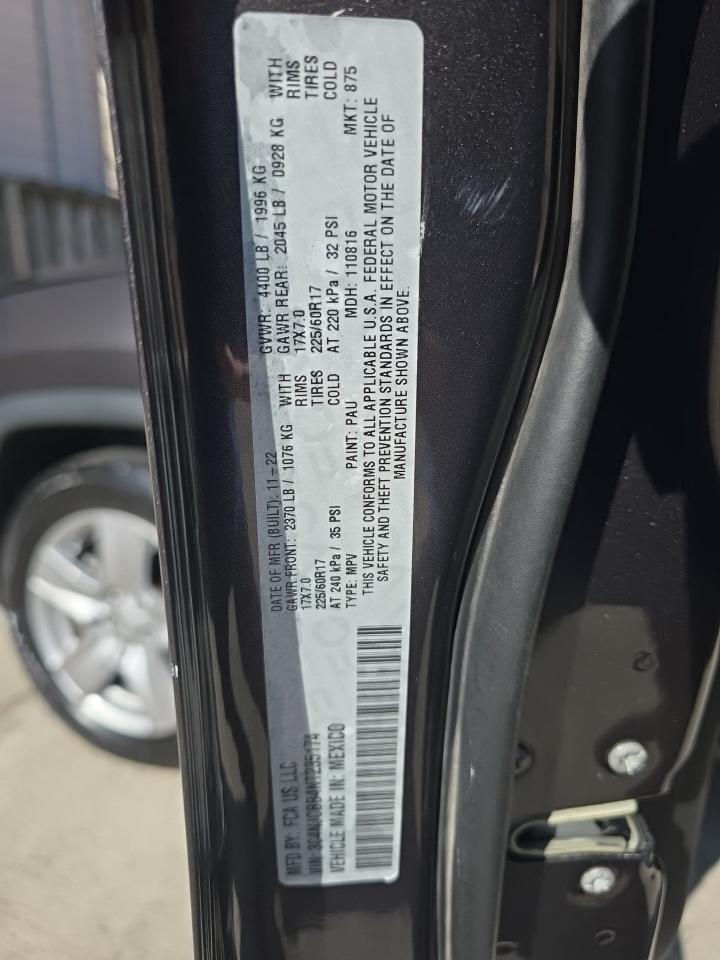 MFD BY: FCA US LLC
DATE OF MFR (BUILT): 11-22
GVWR: 4400 LB / 1996 KG
GAWR FRONT: 2370 LB / 1076 KG WITH
17X7.0 RIMS
225/60R17 TIRES
AT 240 kPa / 35 PSI COLD
GAWR REAR: 2045 LB / 0928 KG WITH
17X7.0 RIMS
225/60R17 TIRES
AT 220 kPa / 32 PSI COLD
VIN: 3C4NJCBB4NT235174
VEHICLE MADE IN: MEXICO
TYPE: MPV PAINT: PAU MDH: 110816 MKT: 875
THIS VEHICLE CONFORMS TO ALL APPLICABLE U.S.A. FEDERAL MOTOR VEHICLE
SAFETY AND THEFT PREVENTION STANDARDS IN EFFECT ON THE DATE OF
MANUFACTURE SHOWN ABOVE.